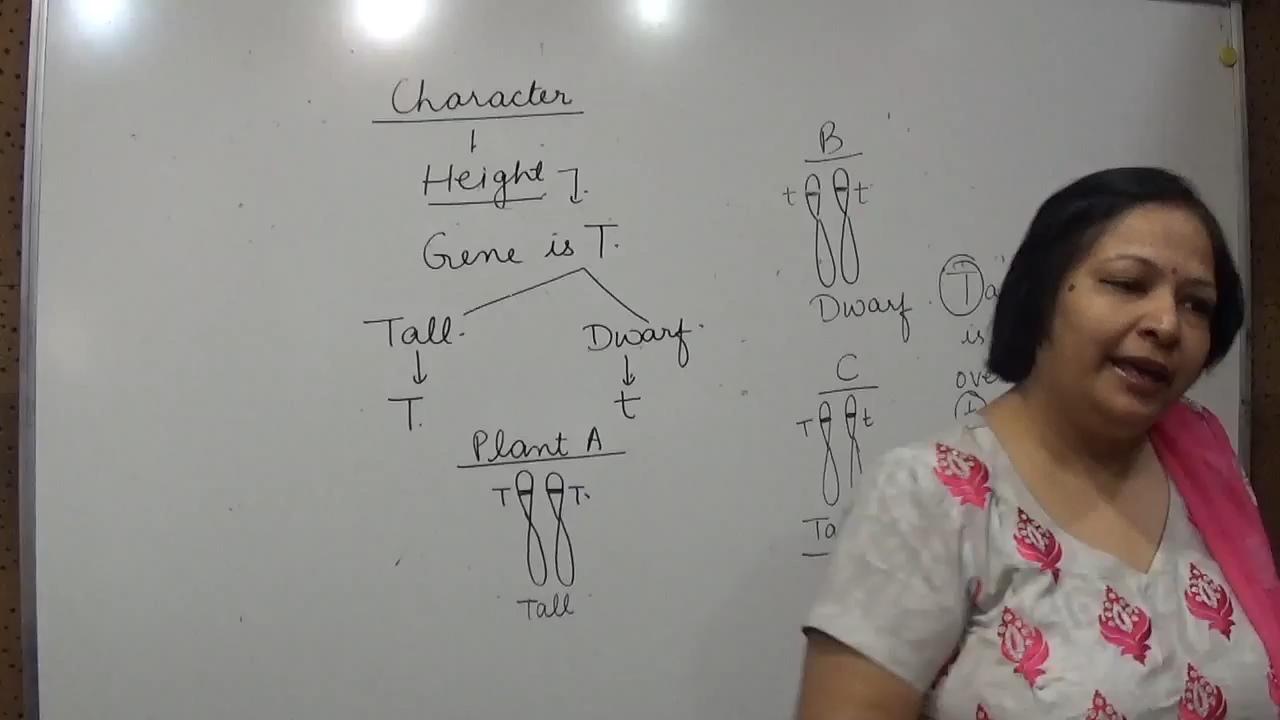 Character
Height
Gene is T.
Tall. Dwarf.
T. t
Plant A
T T.
Tall
B
t t
Dwarf.
C
T t
is